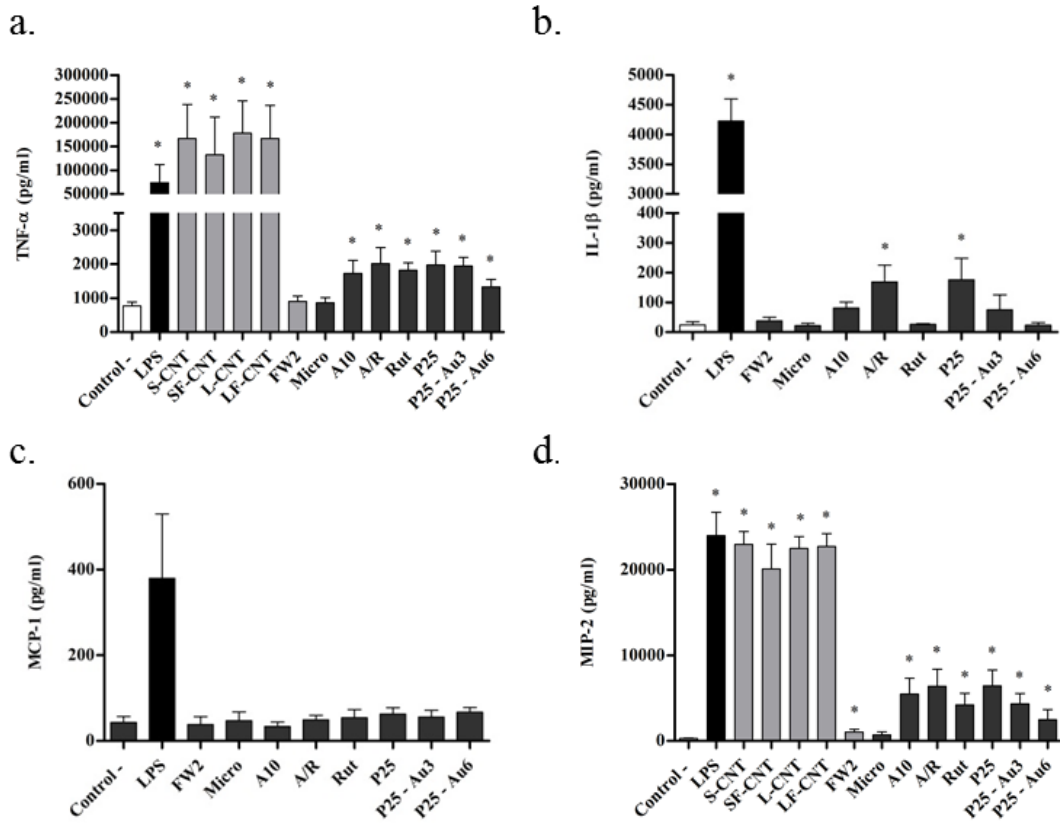 a.
TNF-α (pg/ml)
300000
250000
200000
150000
100000
50000
3000
2000
1000
0
* * * * * * * * * * *
Control -
LPS
S-CNT
SF-CNT
L-CNT
LF-CNT
FW2
Micro
A10
A/R
Rut
P25
P25 - Au3
P25 - Au6
b.
IL-1β (pg/ml)
5000
4500
4000
3500
3000
400
300
200
100
0
* * *
Control -
LPS
FW2
Micro
A10
A/R
Rut
P25
P25 - Au3
P25 - Au6
c.
MCP-1 (pg/ml)
600
400
200
0
Control -
LPS
FW2
Micro
A10
A/R
Rut
P25
P25 - Au3
P25 - Au6
d.
MIP-2 (pg/ml)
30000
20000
10000
0
* * * * * * * * * * * *
Control -
LPS
S-CNT
SF-CNT
L-CNT
LF-CNT
FW2
Micro
A10
A/R
Rut
P25
P25 - Au3
P25 - Au6